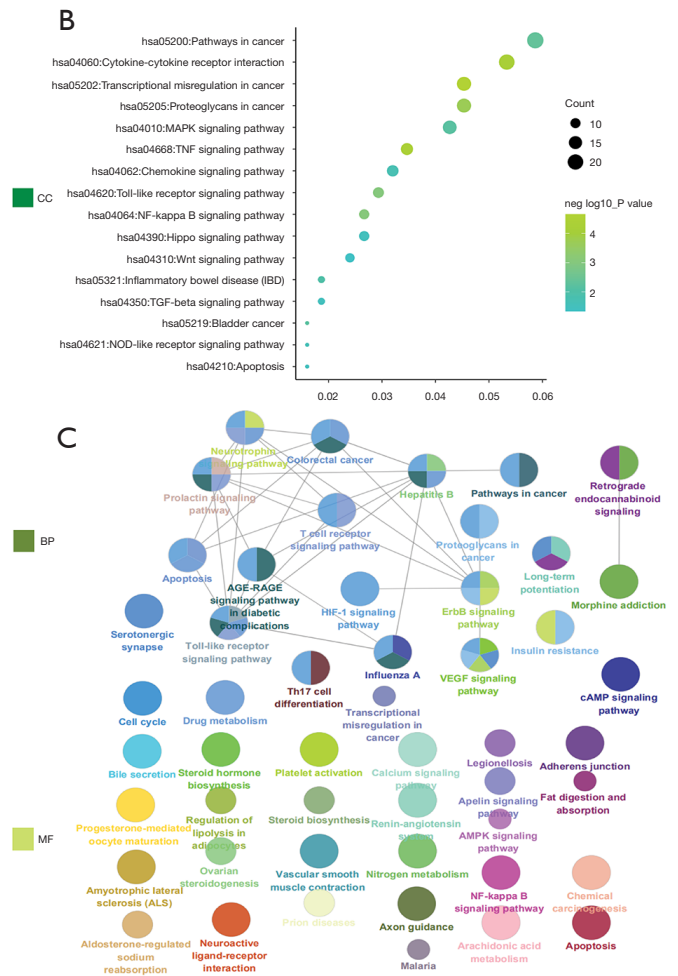 B
hsa05200:Pathways in cancer
hsa04060:Cytokine-cytokine receptor interaction
hsa05202:Transcriptional misregulation in cancer
hsa05205:Proteoglycans in cancer
hsa04010:MAPK signaling pathway
hsa04668:TNF signaling pathway
hsa04062:Chemokine signaling pathway
hsa04620:Toll-like receptor signaling pathway
hsa04064:NF-kappa B signaling pathway
hsa04390:Hippo signaling pathway
hsa04310:Wnt signaling pathway
hsa05321:Inflammatory bowel disease (IBD)
hsa04350:TGF-beta signaling pathway
hsa05219:Bladder cancer
hsa04621:NOD-like receptor signaling pathway
hsa04210:Apoptosis
0.02 0.03 0.04 0.05 0.06
Count
10
15
20
neg log10_P value
4
3
2
CC
C
BP
MF
Neurotrophin
signaling pathway
Colorectal cancer
Prolactin signaling
pathway
Hepatitis B
Pathways in cancer
Retrograde
endocannabinoid
signaling
T cell receptor
signaling pathway
Proteoglycans in
cancer
Apoptosis
AGE-RAGE
signaling pathway
in diabetic
complications
HIF-1 signaling
pathway
ErbB signaling
pathway
Long-term
potentiation
Morphine addiction
Serotonergic
synapse
Toll-like receptor
signaling pathway
Influenza A
Insulin resistance
Th17 cell
differentiation
VEGF signaling
pathway
cAMP signaling
pathway
Cell cycle
Drug metabolism
Transcriptional
misregulation in
cancer
Bile secretion
Steroid hormone
biosynthesis
Platelet activation
Calcium signaling
pathway
Legionellosis
Adherens junction
Apelin signaling
pathway
Fat digestion and
absorption
Progesterone-mediated
oocyte maturation
Regulation of
lipolysis in
adipocytes
Steroid biosynthesis
Renin-angiotensin
system
AMPK signaling
pathway
Amyotrophic lateral
sclerosis (ALS)
Ovarian
steroidogenesis
Vascular smooth
muscle contraction
Nitrogen metabolism
NF-kappa B
signaling pathway
Chemical
carcinogenesis
Aldosterone-regulated
sodium
reabsorption
Neuroactive
ligand-receptor
interaction
Prion diseases
Axon guidance
Malaria
Arachidonic acid
metabolism
Apoptosis